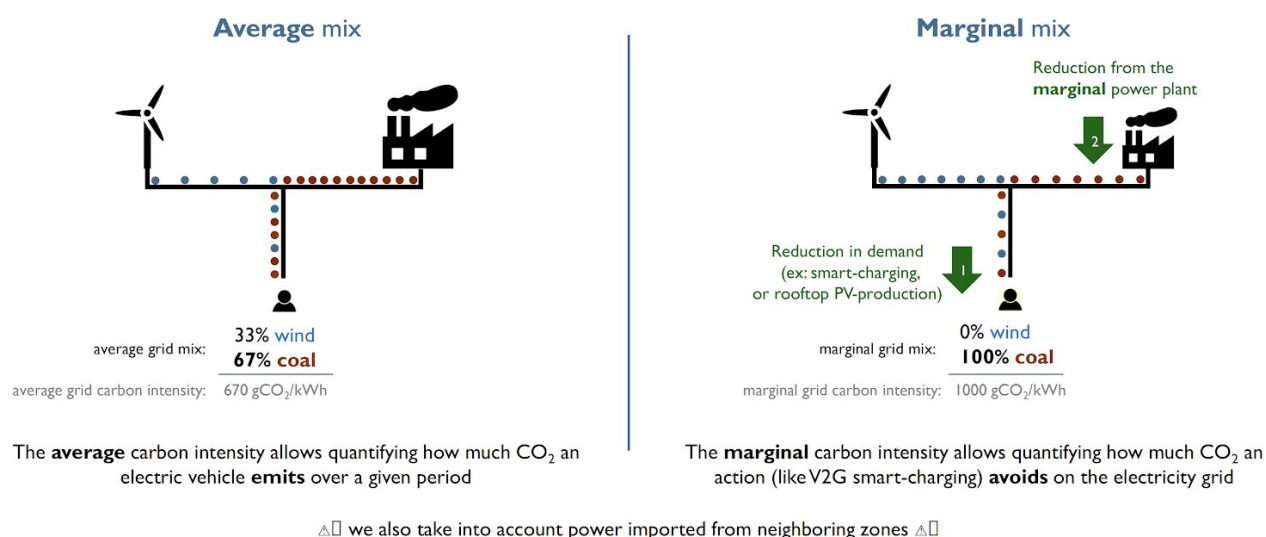 Average mix
33% wind
average grid mix:
67% coal
average grid carbon intensity: 670 gCO₂/kWh
The average carbon intensity allows quantifying how much CO₂ an
electric vehicle emits over a given period
Marginal mix
Reduction from the
marginal power plant
2
Reduction in demand
(ex: smart-charging,
or rooftop PV-production)
1
0% wind
marginal grid mix:
100% coal
marginal grid carbon intensity: 1000 gCO₂/kWh
The marginal carbon intensity allows quantifying how much CO₂ an
action (like V2G smart-charging) avoids on the electricity grid
⚠▯ we also take into account power imported from neighboring zones ⚠▯